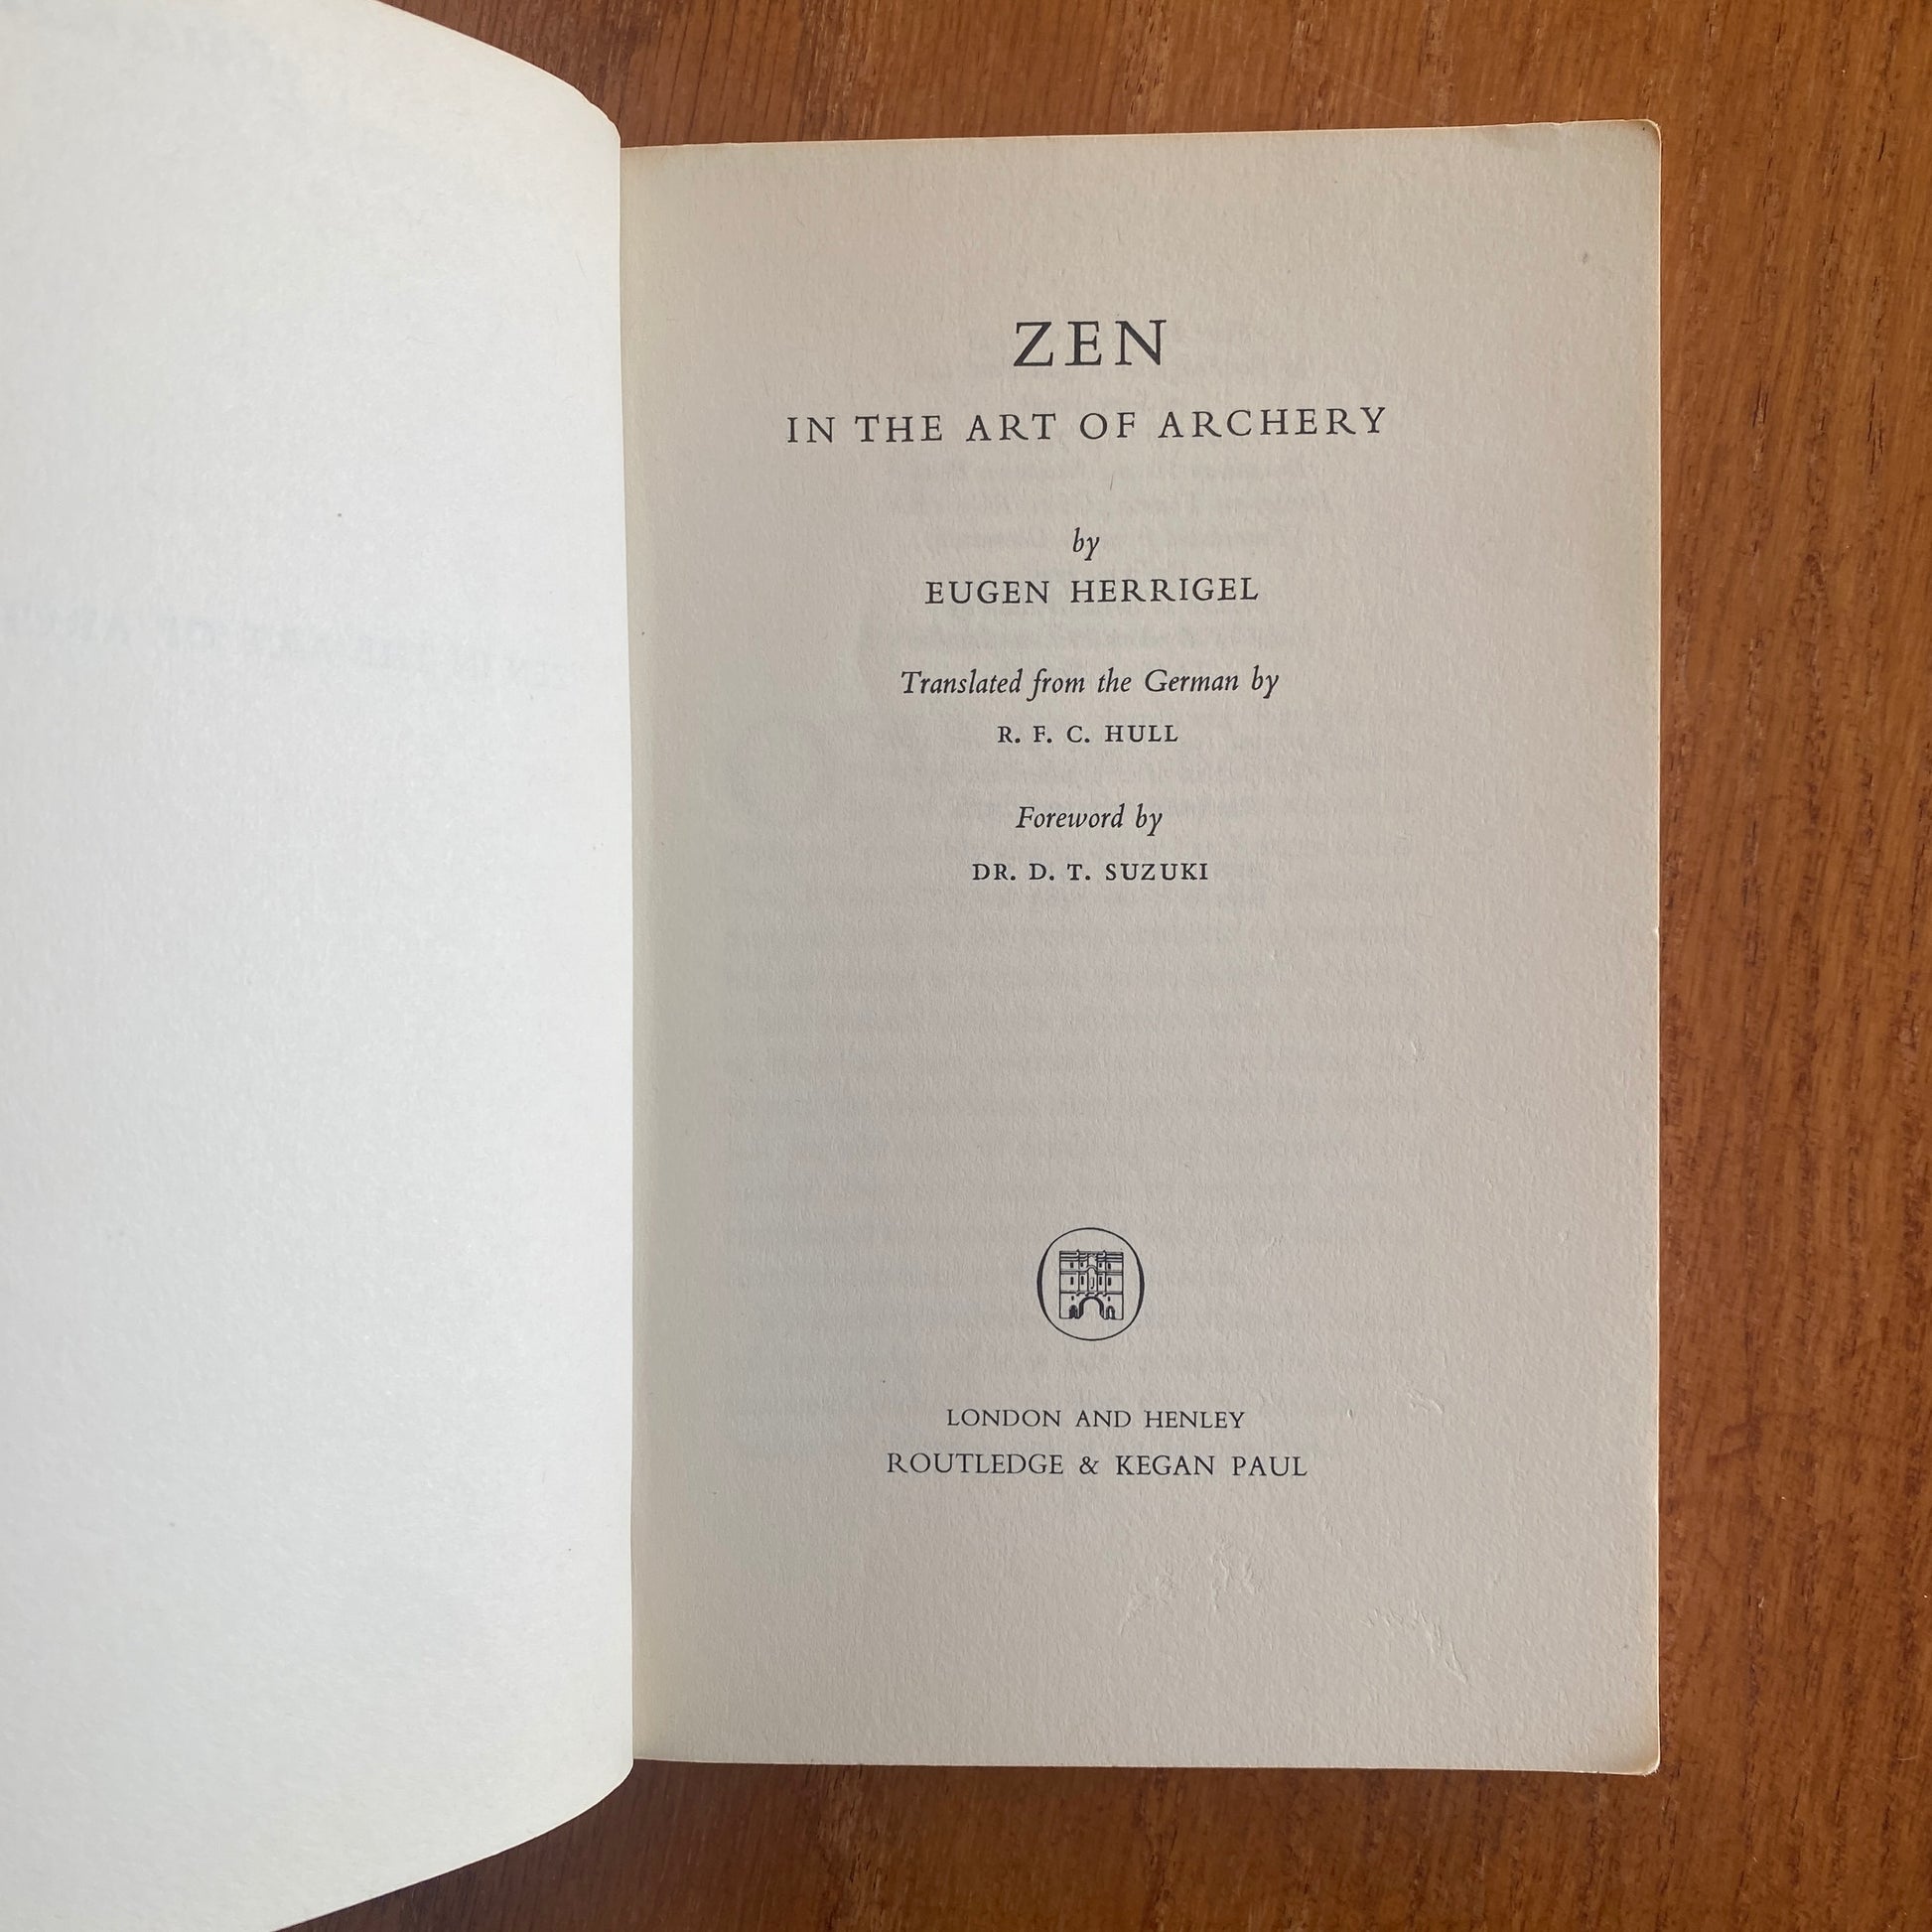 ZEN
IN THE ART OF ARCHERY
by
EUGEN HERRIGEL
Translated from the German by
R. F. C. HULL
Foreword by
DR. D. T. SUZUKI
LONDON AND HENLEY
ROUTLEDGE & KEGAN PAUL